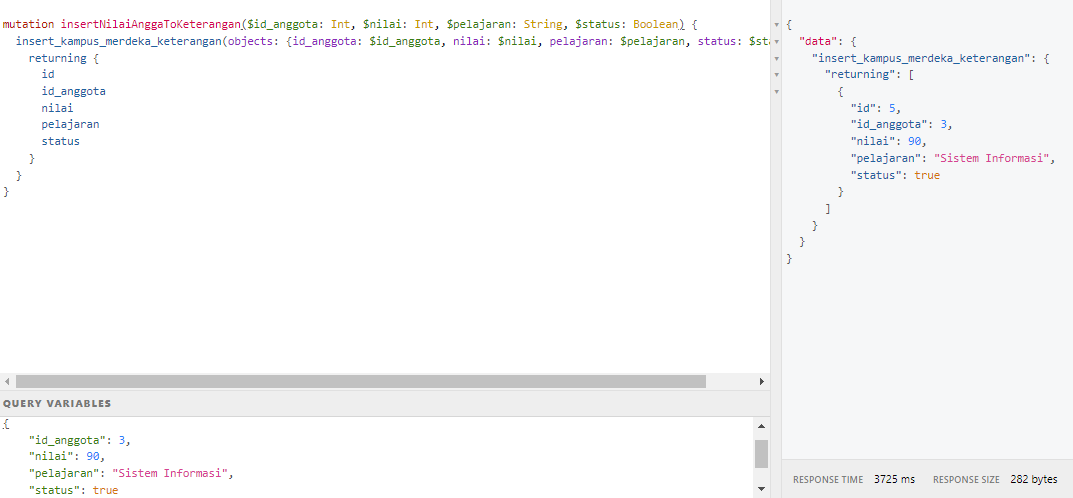 mutation insertNilaiAnggaToKeterangan($id_anggota: Int, $nilai: Int, $pelajaran: String, $status: Boolean) {
  insert_kampus_merdeka_keterangan(objects: {id_anggota: $id_anggota, nilai: $nilai, pelajaran: $pelajaran, status: $sta
    returning {
      id
      id_anggota
      nilai
      pelajaran
      status
    }
  }
}
QUERY VARIABLES
{
    "id_anggota": 3,
    "nilai": 90,
    "pelajaran": "Sistem Informasi",
    "status": true
{
  "data": {
    "insert_kampus_merdeka_keterangan": {
      "returning": [
        {
          "id": 5,
          "id_anggota": 3,
          "nilai": 90,
          "pelajaran": "Sistem Informasi",
          "status": true
        }
      ]
    }
  }
}
RESPONSE TIME 3725 ms RESPONSE SIZE 282 bytes